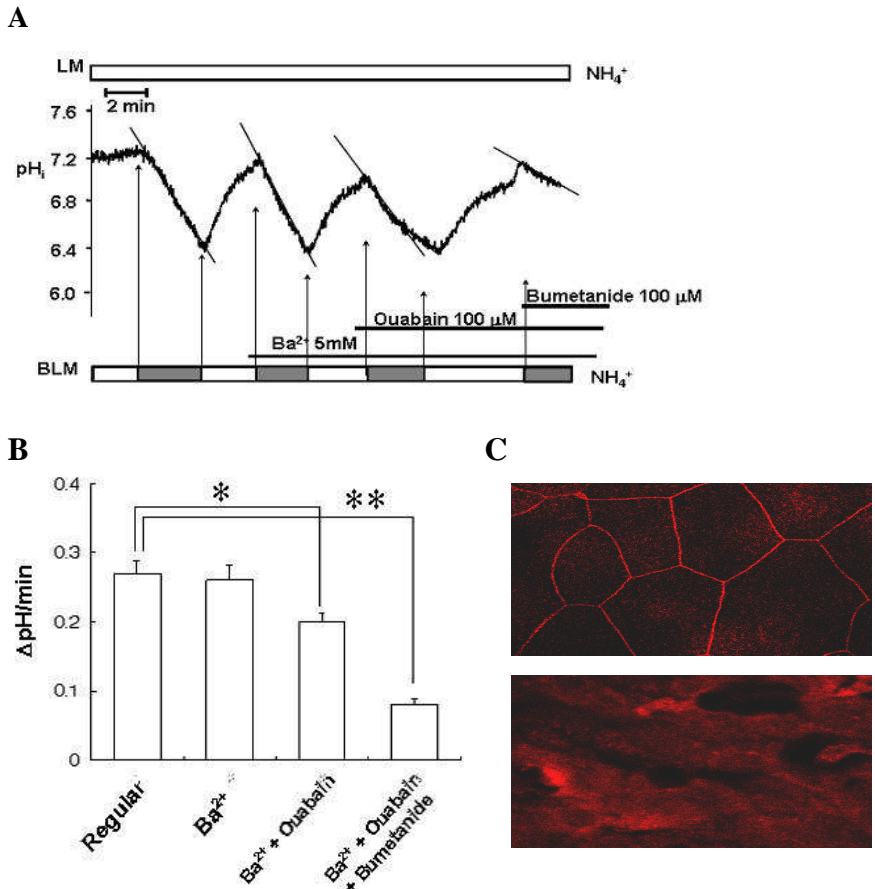 A
LM
NH₄⁺
2 min
7.6
7.2
pHᵢ
6.8
6.4
6.0
Bumetanide 100 µM
Ouabain 100 µM
Ba²⁺ 5mM
BLM
NH₄⁺
B
C
0.4
*
**
0.3
ΔpH/min
0.2
0.1
0
Regular
Ba²⁺
Ba²⁺ + Ouabain
Ba²⁺ + Ouabain
+ Bumetanide